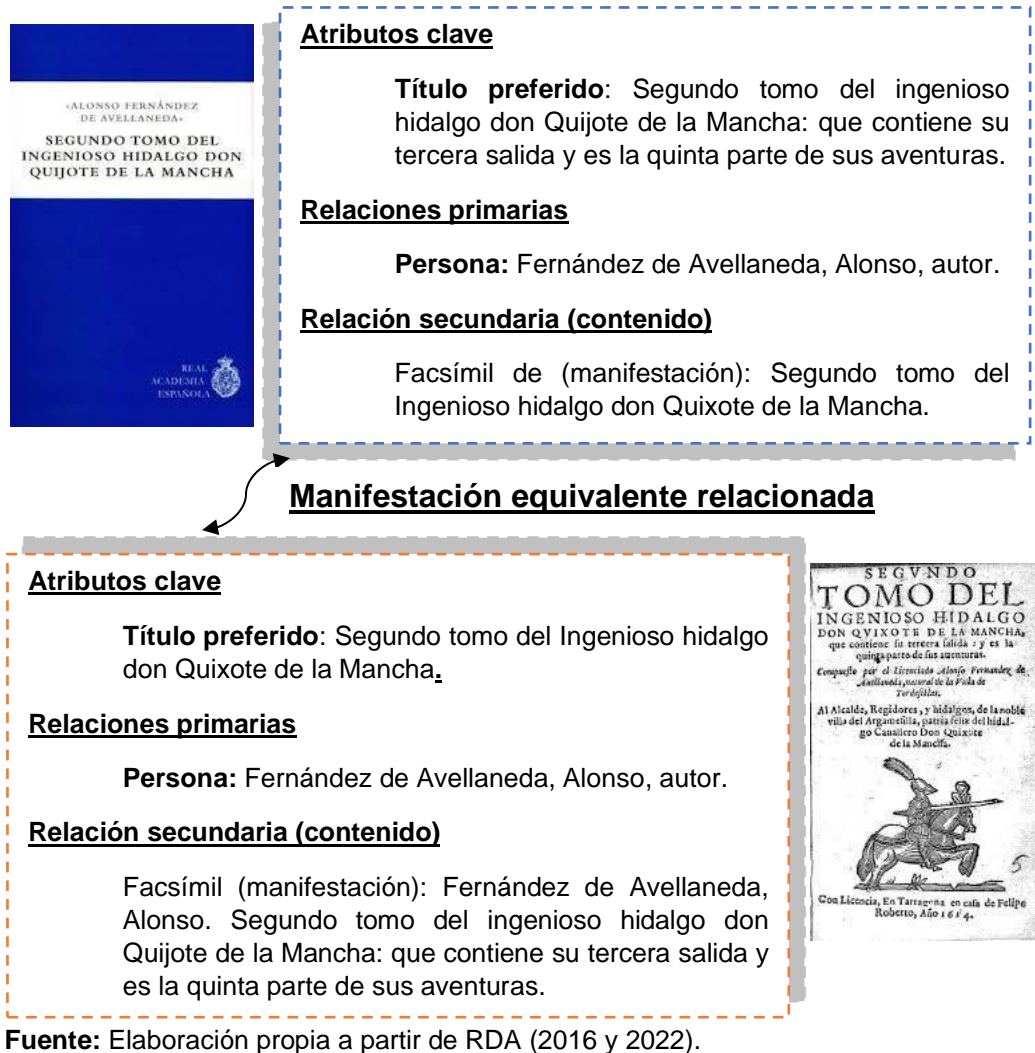 «ALONSO FERNÁNDEZ
DE AVELLANEDA»
SEGUNDO TOMO DEL
INGENIOSO HIDALGO DON
QUIJOTE DE LA MANCHA
REAL
ACADEMIA
ESPAÑOLA
Atributos clave
Título preferido: Segundo tomo del ingenioso
hidalgo don Quijote de la Mancha: que contiene su
tercera salida y es la quinta parte de sus aventuras.
Relaciones primarias
Persona: Fernández de Avellaneda, Alonso, autor.
Relación secundaria (contenido)
Facsímil de (manifestación): Segundo tomo del
Ingenioso hidalgo don Quixote de la Mancha.
Manifestación equivalente relacionada
Atributos clave
Título preferido: Segundo tomo del Ingenioso hidalgo
don Quixote de la Mancha.
Relaciones primarias
Persona: Fernández de Avellaneda, Alonso, autor.
Relación secundaria (contenido)
Facsímil (manifestación): Fernández de Avellaneda,
Alonso. Segundo tomo del ingenioso hidalgo don
Quijote de la Mancha: que contiene su tercera salida y
es la quinta parte de sus aventuras.
SEGVNDO
TOMO DEL
INGENIOSO HIDALGO
DON QVIXOTE DE LA MANCHA,
que contiene su tercera salida : y es la
quinta parte de sus auenturas.
Compuesto por el Licenciado Alonso Fernandez de
Auellaneda, natural de la Villa de
Tordesillas.
Al Alcalde, Regidores, y hidalgos, de la noble
villa del Argamesilla, patria feliz del hidal-
go Cauallero Don Quixote
de la Mancha.
5
Con Licencia, En Tarragona en casa de Felipe
Roberto, Año 1614.
Fuente: Elaboración propia a partir de RDA (2016 y 2022).